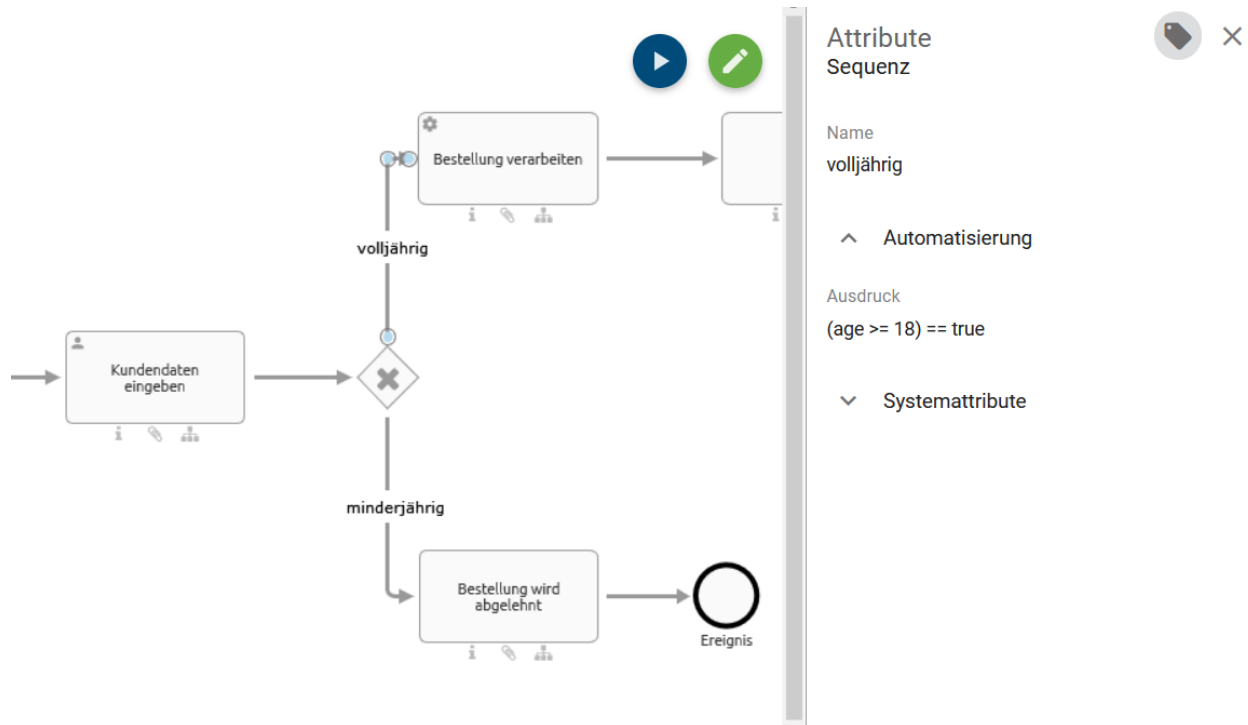 Bestellung verarbeiten
volljährig
Kundendaten
eingeben
minderjährig
Bestellung wird
abgelehnt
Ereignis
Attribute
Sequenz
Name
volljährig
Automatisierung
Ausdruck
(age >= 18) == true
Systemattribute